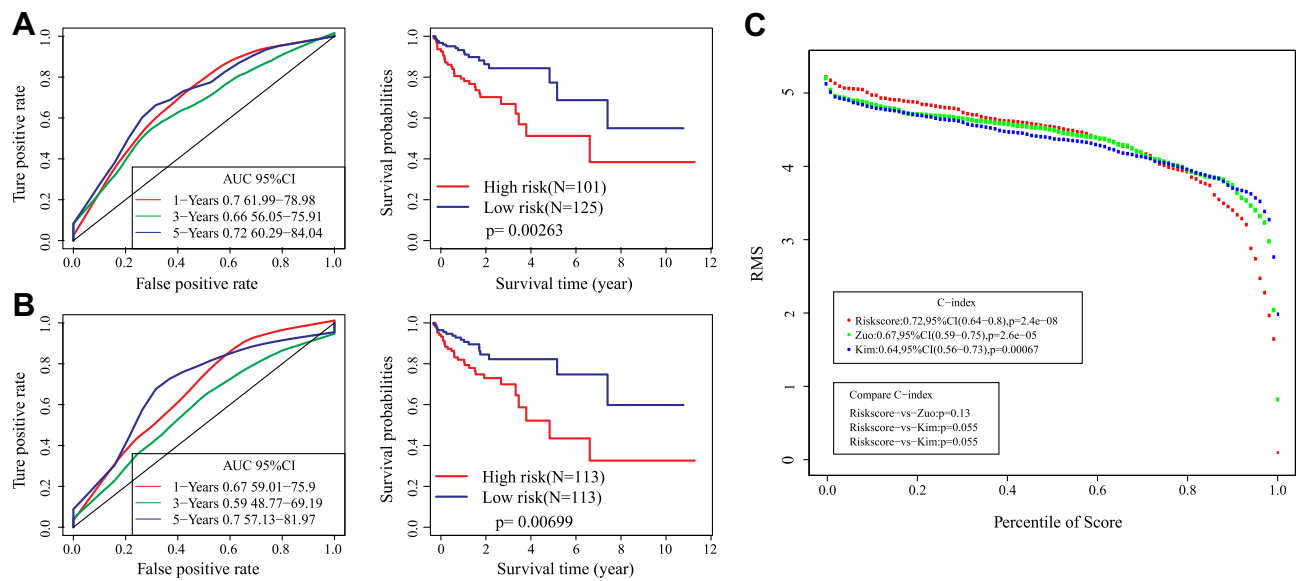 A
Ture positive rate
0.0 0.2 0.4 0.6 0.8 1.0
AUC 95%CI
1−Years 0.7 61.99−78.98
3−Years 0.66 56.05−75.91
5−Years 0.72 60.29−84.04
0.0 0.2 0.4 0.6 0.8 1.0
False positive rate
Survival probabilities
0.0 0.2 0.4 0.6 0.8 1.0
High risk(N=101)
Low risk(N=125)
p= 0.00263
0 2 4 6 8 10 12
Survival time (year)
B
Ture positive rate
0.0 0.2 0.4 0.6 0.8 1.0
AUC 95%CI
1−Years 0.67 59.01−75.9
3−Years 0.59 48.77−69.19
5−Years 0.7 57.13−81.97
0.0 0.2 0.4 0.6 0.8 1.0
False positive rate
Survival probabilities
0.0 0.2 0.4 0.6 0.8 1.0
High risk(N=113)
Low risk(N=113)
p= 0.00699
0 2 4 6 8 10 12
Survival time (year)
C
RMS
0 1 2 3 4 5
C−index
Riskscore:0.72,95%CI(0.64−0.8),p=2.4e−08
Zuo:0.67,95%CI(0.59−0.75),p=2.6e−05
Kim:0.64,95%CI(0.56−0.73),p=0.00067
Compare C−index
Riskscore−vs−Zuo:p=0.13
Riskscore−vs−Kim:p=0.055
Riskscore−vs−Kim:p=0.055
0.0 0.2 0.4 0.6 0.8 1.0
Percentile of Score